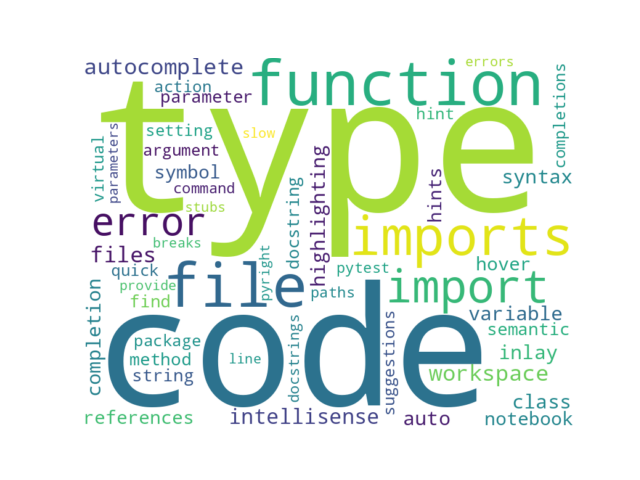 errors
autocomplete
function
action
parameter
type
hint
completions
virtual
parameters
setting
slow
argument
symbol
command
stubs
highlighting
docstring
hints
syntax
error
breaks
imports
files
quick
provide
find
file
pyright
pytest
paths
import
hover
variable
semantic
completion
code
package
method
string
line
docstrings
suggestions
inlay
workspace
class
references
intellisense
auto
notebook